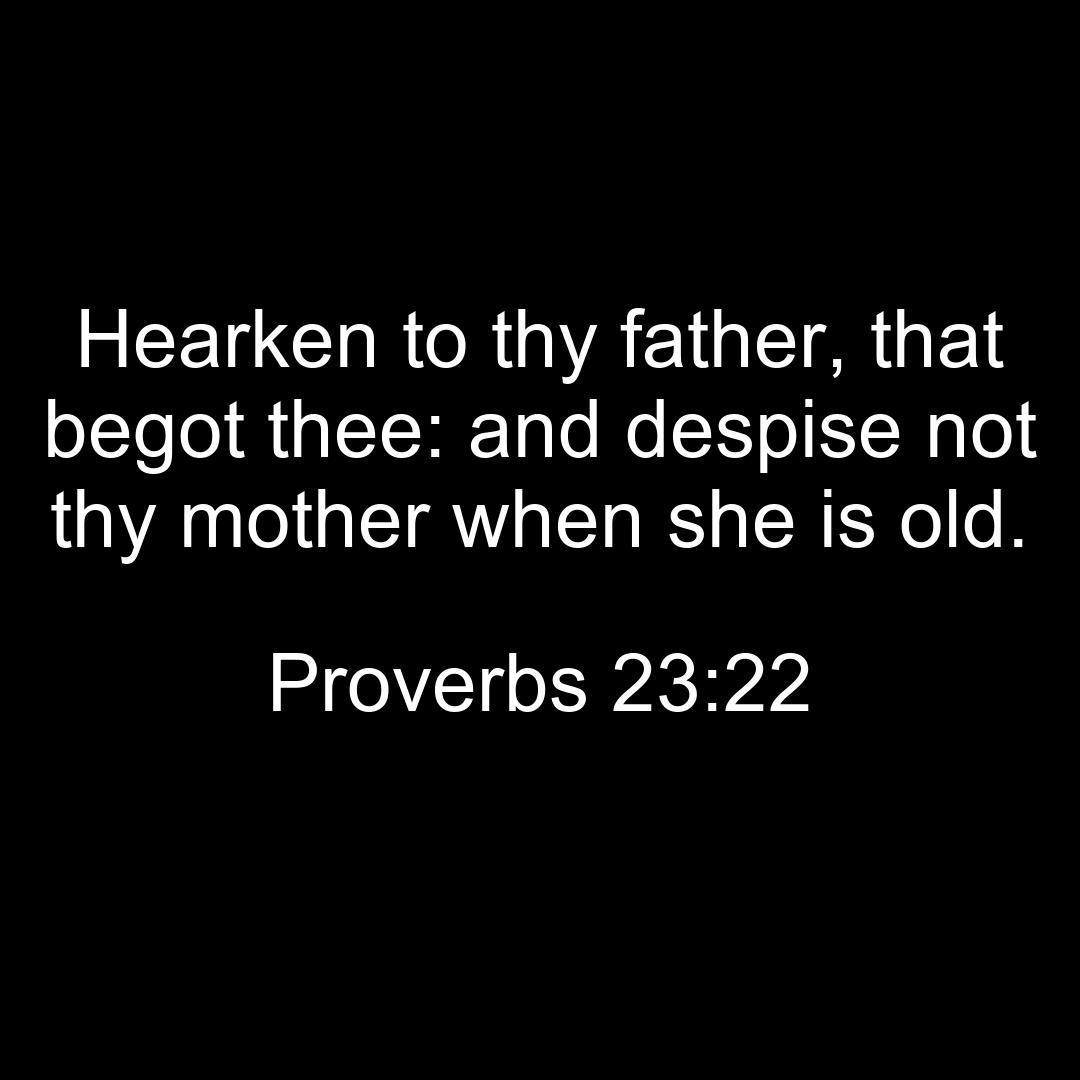 Hearken to thy father, that
begot thee: and despise not
thy mother when she is old.
Proverbs 23:22